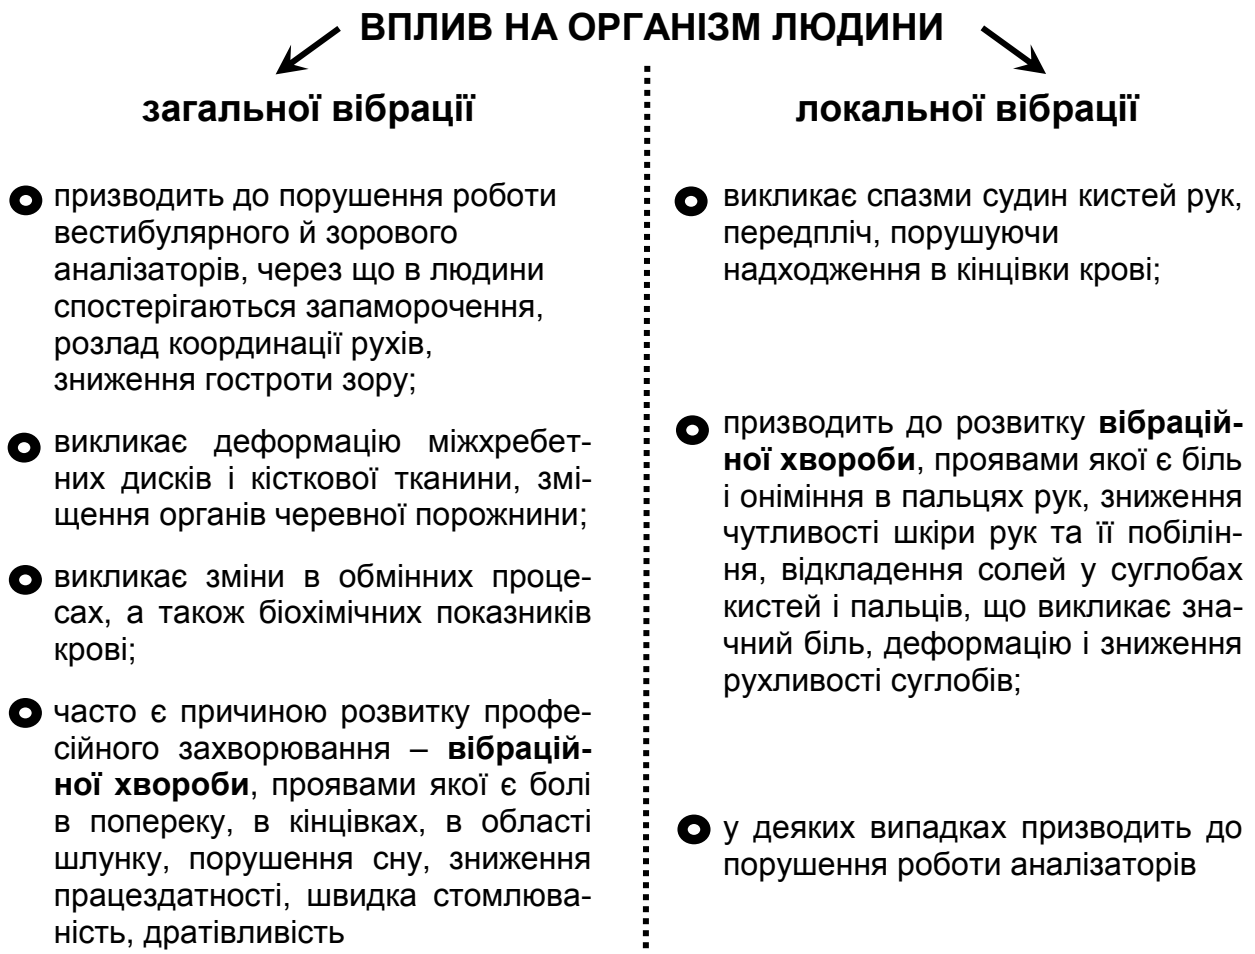 ВПЛИВ НА ОРГАНІЗМ ЛЮДИНИ
загальної вібрації
призводить до порушення роботи
вестибулярного й зорового
аналізаторів, через що в людини
спостерігаються запаморочення,
розлад координації рухів,
зниження гостроти зору;
викликає деформацію міжхребет-
них дисків і кісткової тканини, змі-
щення органів черевної порожнини;
викликає зміни в обмінних проце-
сах, а також біохімічних показників
крові;
часто є причиною розвитку профе-
сійного захворювання – вібрацій-
ної хвороби, проявами якої є болі
в попереку, в кінцівках, в області
шлунку, порушення сну, зниження
працездатності, швидка стомлюва-
ність, дратівливість
локальної вібрації
викликає спазми судин кистей рук,
передпліч, порушуючи
надходження в кінцівки крові;
призводить до розвитку вібрацій-
ної хвороби, проявами якої є біль
і оніміння в пальцях рук, зниження
чутливості шкіри рук та її побілін-
ня, відкладення солей у суглобах
кистей і пальців, що викликає зна-
чний біль, деформацію і зниження
рухливості суглобів;
у деяких випадках призводить до
порушення роботи аналізаторів